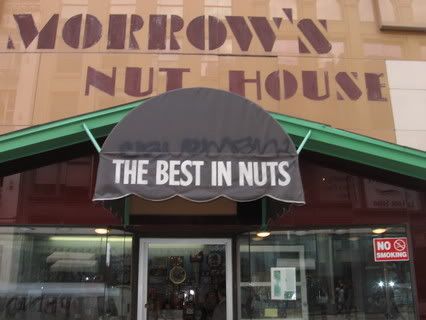 MORROW'S
NUT HOUSE
THE BEST IN NUTS
NO
SMOKING